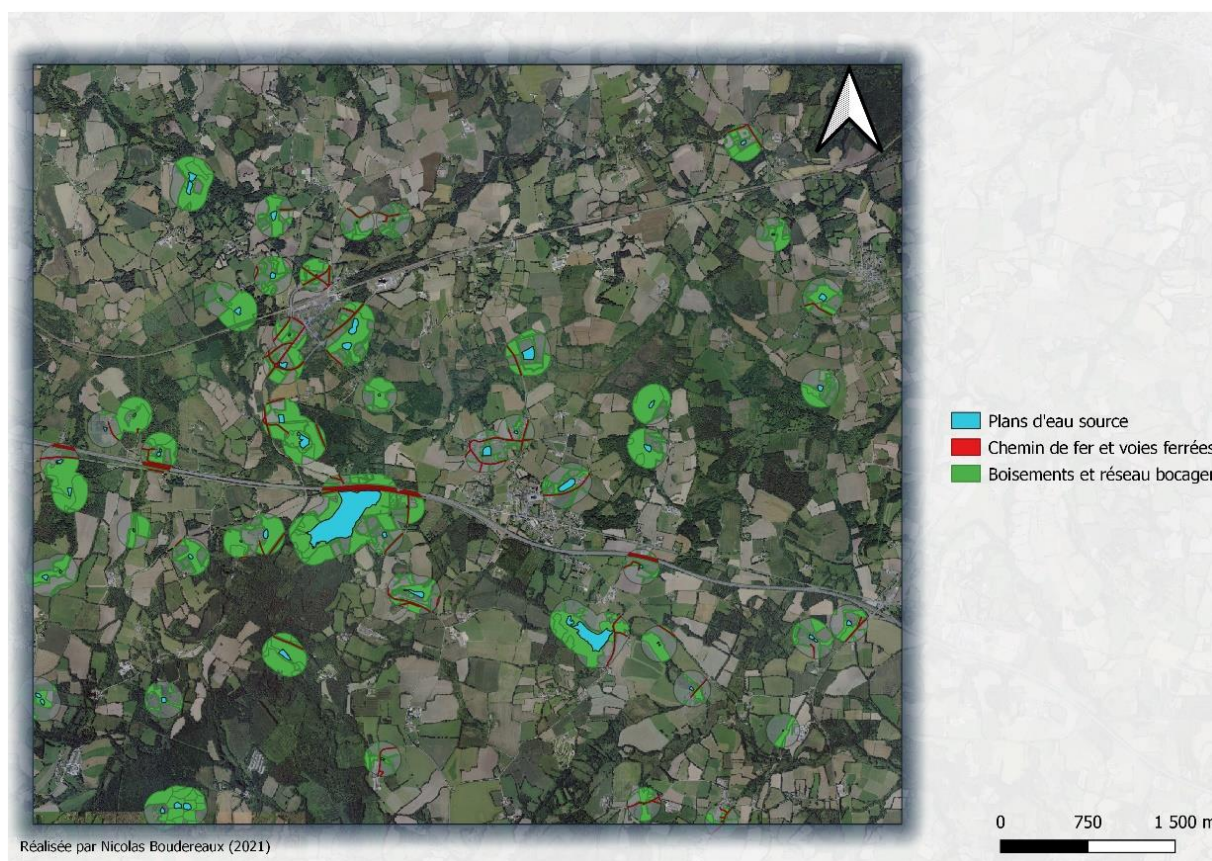 Plans d'eau source
Chemin de fer et voies ferrées
Boisements et réseau bocager
0 750 1 500 m
Réalisée par Nicolas Boudereaux (2021)